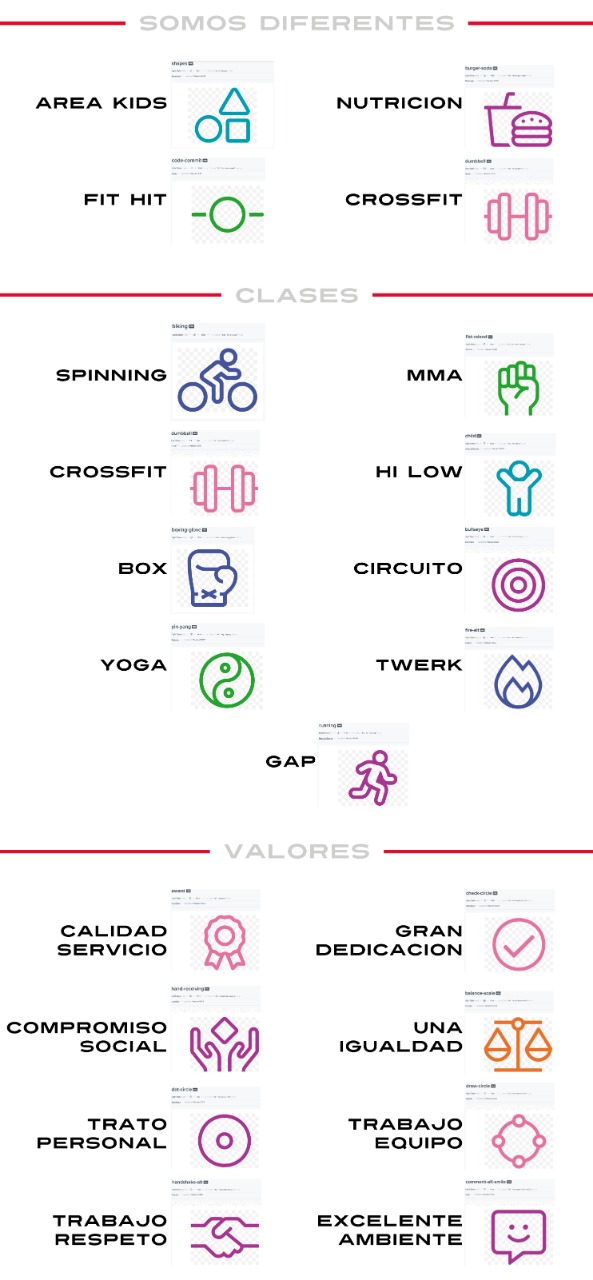 SOMOS DIFERENTES
shapes
AREA KIDS
burger-soda
NUTRICION
code-commit
FIT HIT
dumbbell
CROSSFIT
CLASES
biking
SPINNING
fist-raised
MMA
dumbbell
CROSSFIT
child
HI LOW
boxing-glove
BOX
bullseye
CIRCUITO
yin-yang
YOGA
fire-alt
TWERK
running
GAP
VALORES
award
CALIDAD
SERVICIO
check-circle
GRAN
DEDICACION
hand-receiving
COMPROMISO
SOCIAL
balance-scale
UNA
IGUALDAD
dot-circle
TRATO
PERSONAL
draw-circle
TRABAJO
EQUIPO
handshake-alt
TRABAJO
RESPETO
comment-alt-smile
EXCELENTE
AMBIENTE